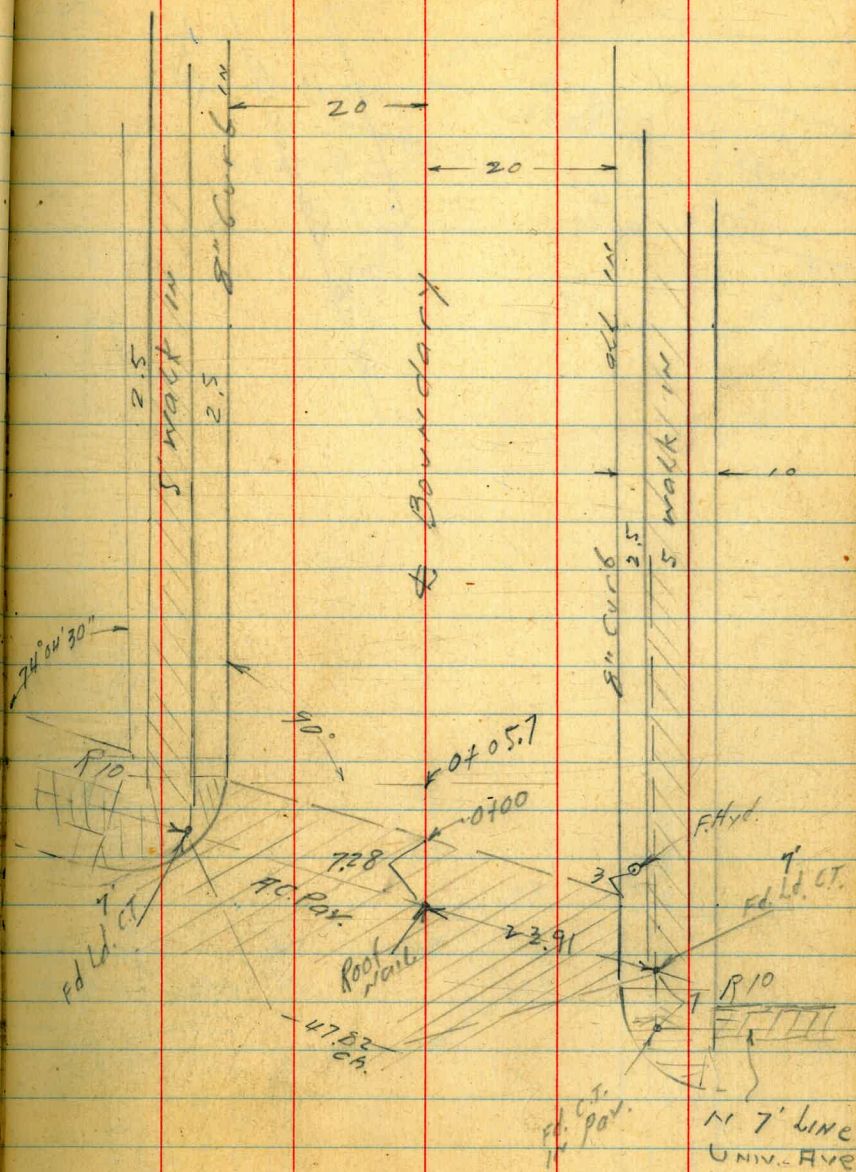 20
20
8" Curb IN
all IN
2.5
5 walk IN
2.5
℄ Boundary
8" Curb
2.5
5 walk IN
10
74°04'30"
90°
0+05.7
R10
0+00
F.Hyd.
7.28
3
7'
Fd Ld. C.T.
A.C. Pav.
7'
Fd. Ld. C.T.
23.91
Roof
Nail
R10
7
47.82
ch.
Fd. C.T.
IN Pav.
N 7' LINE
UNIV. AVE